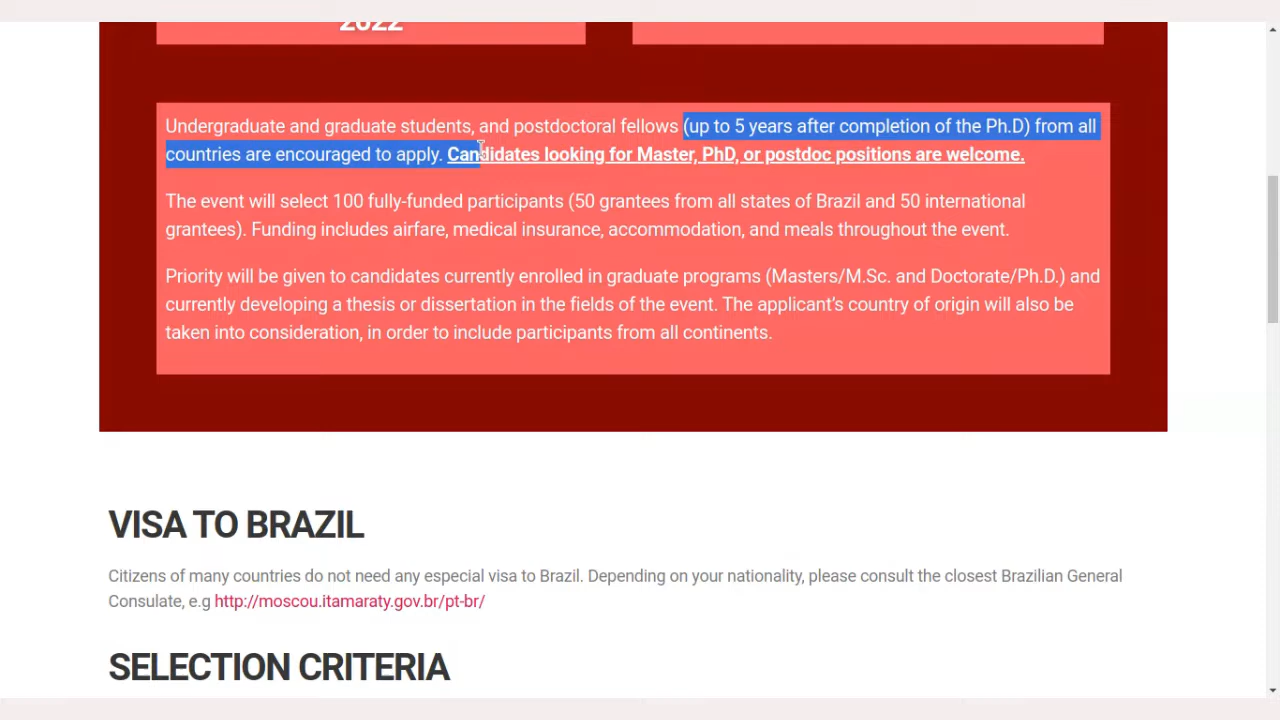 2022
Undergraduate and graduate students, and postdoctoral fellows (up to 5 years after completion of the Ph.D) from all
countries are encouraged to apply. Candidates looking for Master, PhD, or postdoc positions are welcome.
The event will select 100 fully-funded participants (50 grantees from all states of Brazil and 50 international
grantees). Funding includes airfare, medical insurance, accommodation, and meals throughout the event.
Priority will be given to candidates currently enrolled in graduate programs (Masters/M.Sc. and Doctorate/Ph.D.) and
currently developing a thesis or dissertation in the fields of the event. The applicant's country of origin will also be
taken into consideration, in order to include participants from all continents.
VISA TO BRAZIL
Citizens of many countries do not need any especial visa to Brazil. Depending on your nationality, please consult the closest Brazilian General
Consulate, e.g http://moscou.itamaraty.gov.br/pt-br/
SELECTION CRITERIA